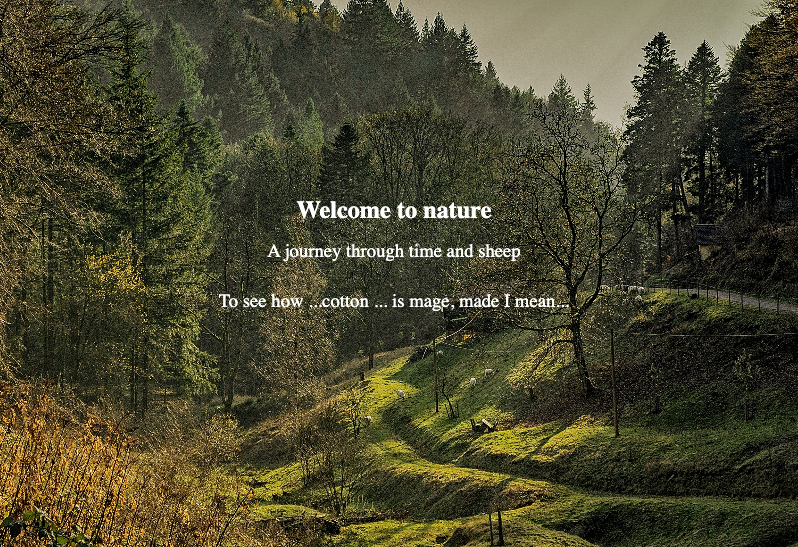 Welcome to nature
A journey through time and sheep
To see how ...cotton ... is mage, made I mean...